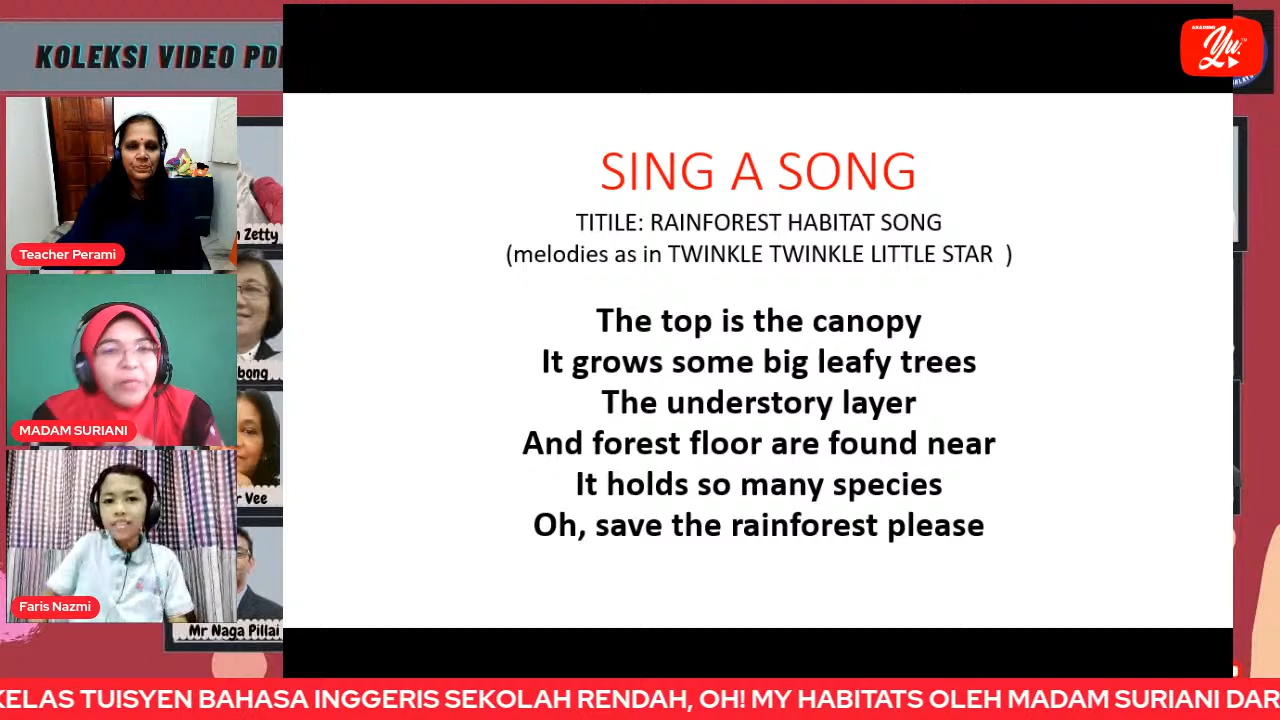 KOLEKSI VIDEO
AKADEMI
Yu
Zetty
Teacher Perami
MADAM SURIANI
Vee
Faris Nazmi
Mr Naga Pillai
SING A SONG
TITILE: RAINFOREST HABITAT SONG
(melodies as in TWINKLE TWINKLE LITTLE STAR )
The top is the canopy
It grows some big leafy trees
The understory layer
And forest floor are found near
It holds so many species
Oh, save the rainforest please
KELAS TUISYEN BAHASA INGGERIS SEKOLAH RENDAH, OH! MY HABITATS OLEH MADAM SURIANI DAR